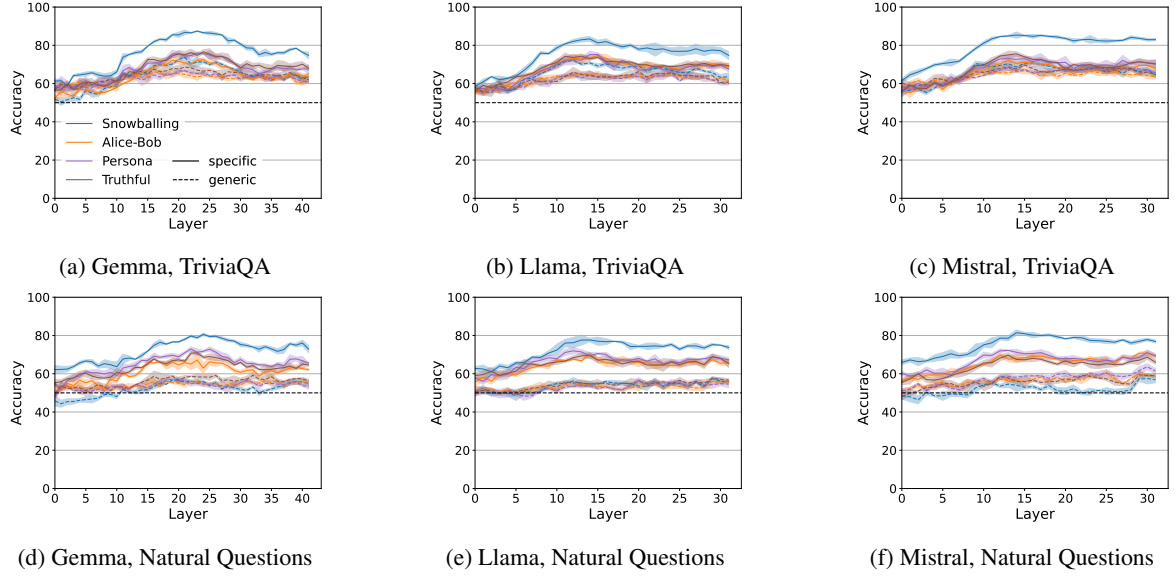 100
80
60
40
20
0
Accuracy
Snowballing
Alice-Bob
Persona
Truthful
specific
generic
0 5 10 15 20 25 30 35 40
Layer
(a) Gemma, TriviaQA
100
80
60
40
20
0
Accuracy
0 5 10 15 20 25 30
Layer
(b) Llama, TriviaQA
100
80
60
40
20
0
Accuracy
0 5 10 15 20 25 30
Layer
(c) Mistral, TriviaQA
100
80
60
40
20
0
Accuracy
0 5 10 15 20 25 30 35 40
Layer
(d) Gemma, Natural Questions
100
80
60
40
20
0
Accuracy
0 5 10 15 20 25 30
Layer
(e) Llama, Natural Questions
100
80
60
40
20
0
Accuracy
0 5 10 15 20 25 30
Layer
(f) Mistral, Natural Questions